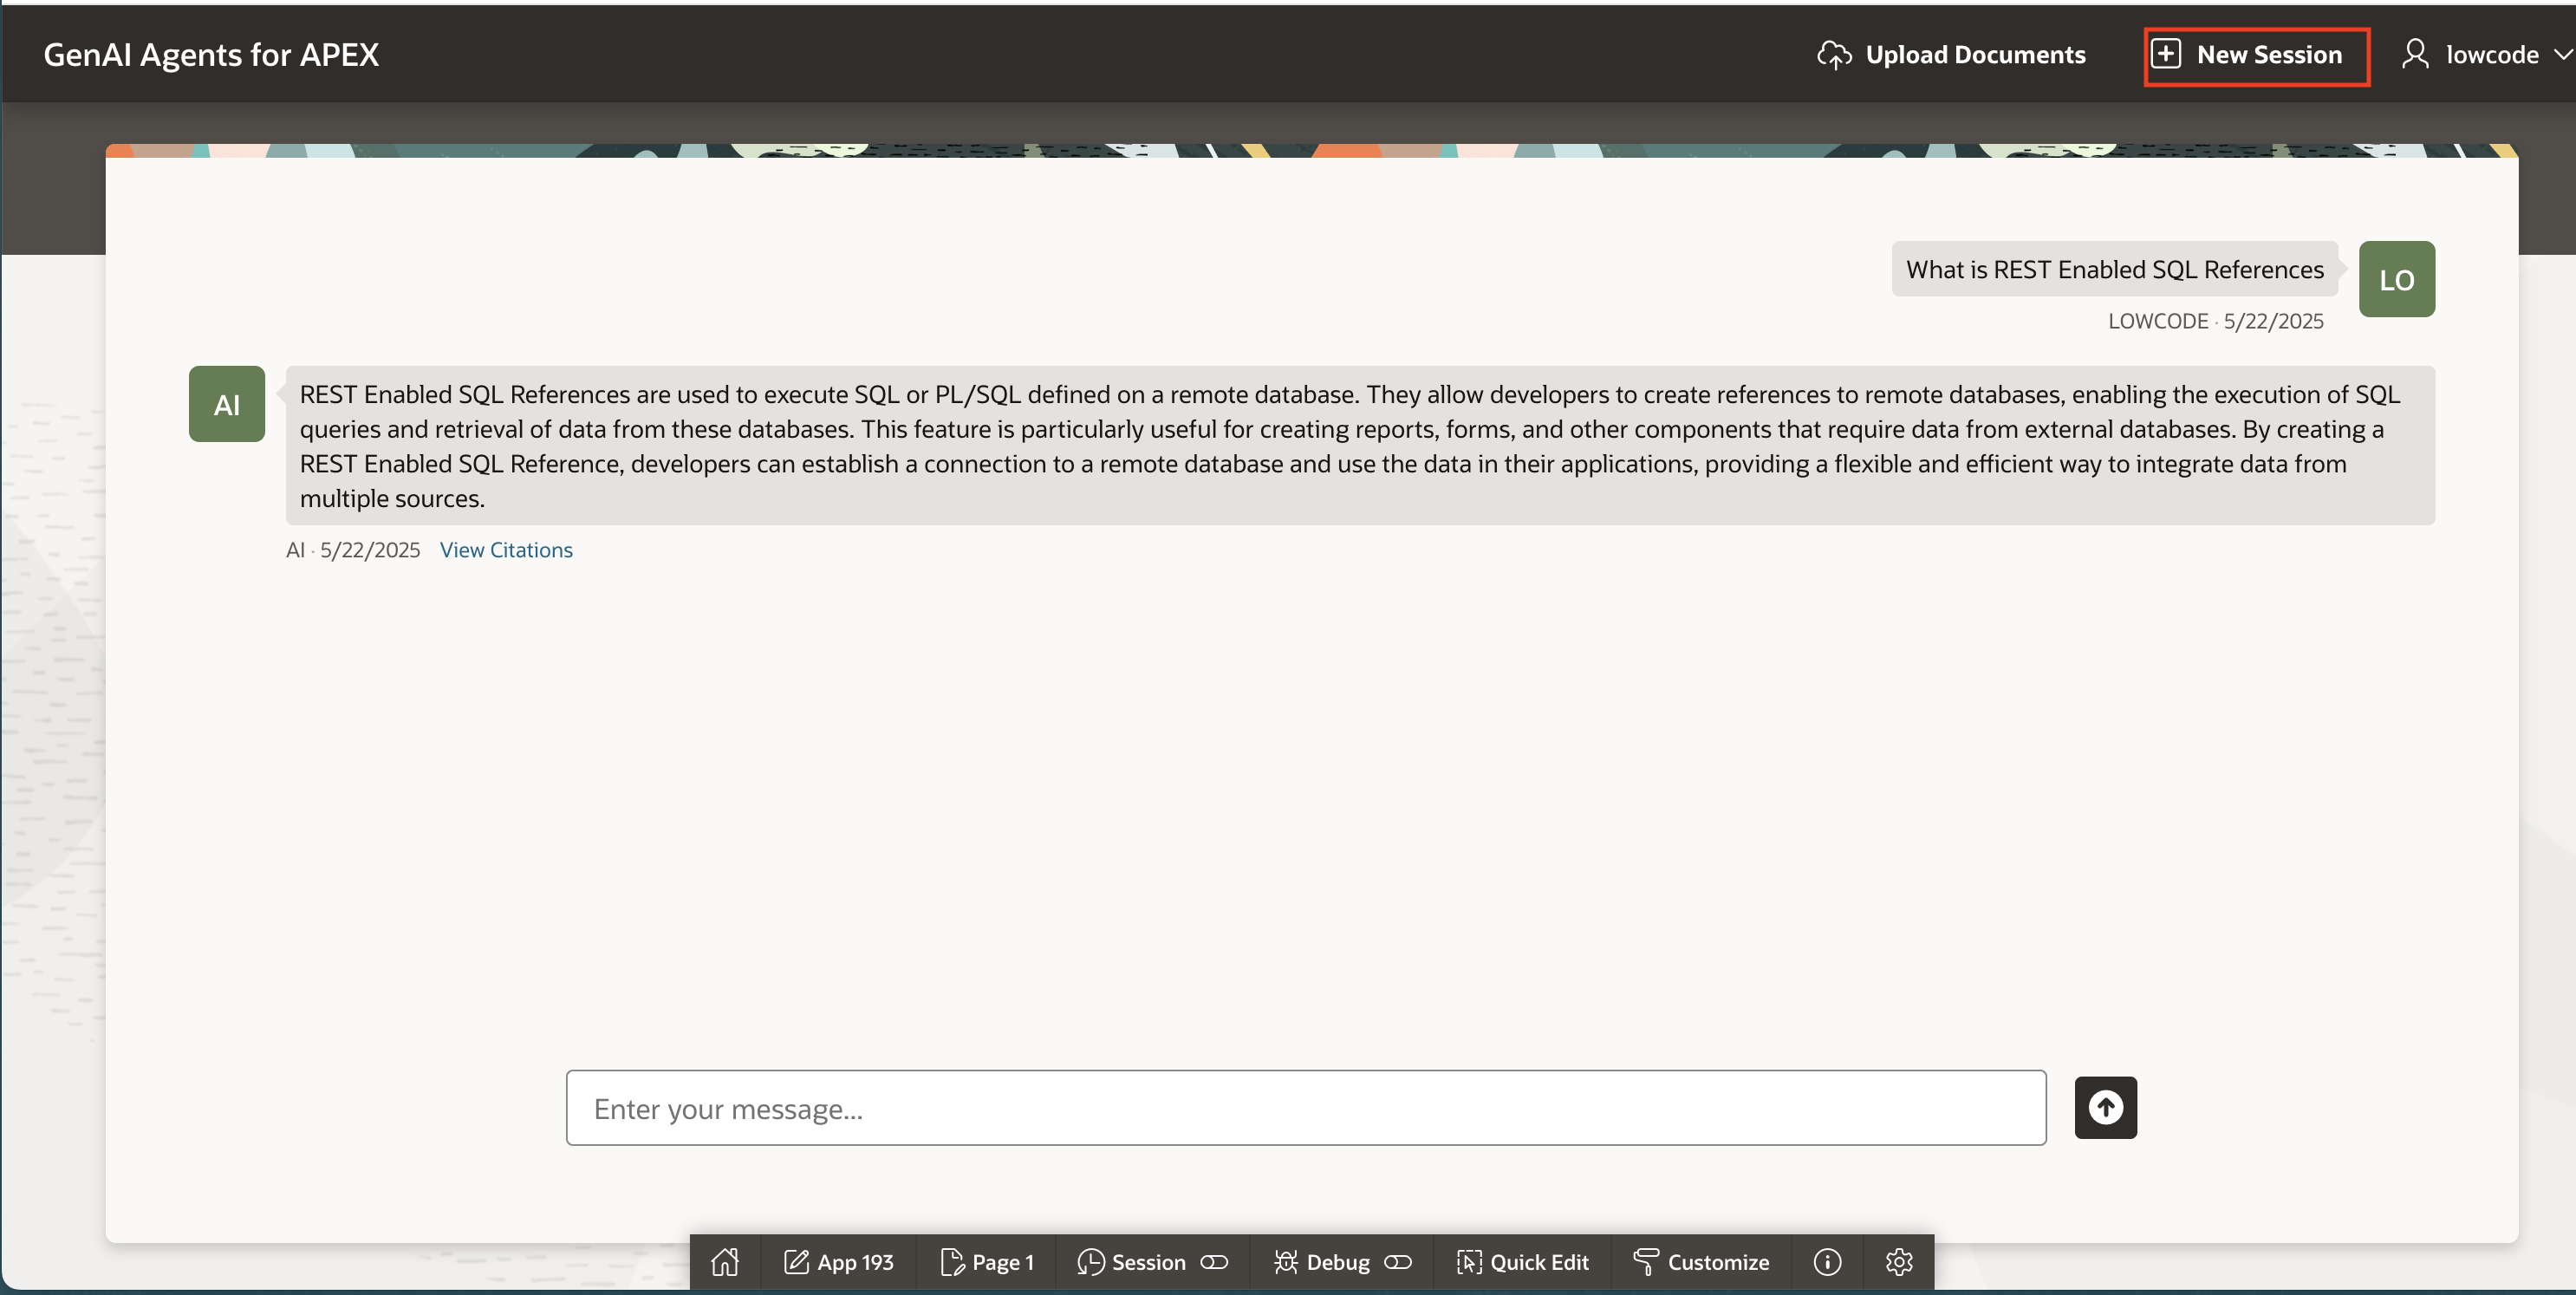 GenAI Agents for APEX
Upload Documents
New Session
lowcode
What is REST Enabled SQL References
LO
LOWCODE · 5/22/2025
AI
REST Enabled SQL References are used to execute SQL or PL/SQL defined on a remote database. They allow developers to create references to remote databases, enabling the execution of SQL
queries and retrieval of data from these databases. This feature is particularly useful for creating reports, forms, and other components that require data from external databases. By creating a
REST Enabled SQL Reference, developers can establish a connection to a remote database and use the data in their applications, providing a flexible and efficient way to integrate data from
multiple sources.
AI · 5/22/2025 View Citations
Enter your message...
App 193
Page 1
Session
Debug
Quick Edit
Customize